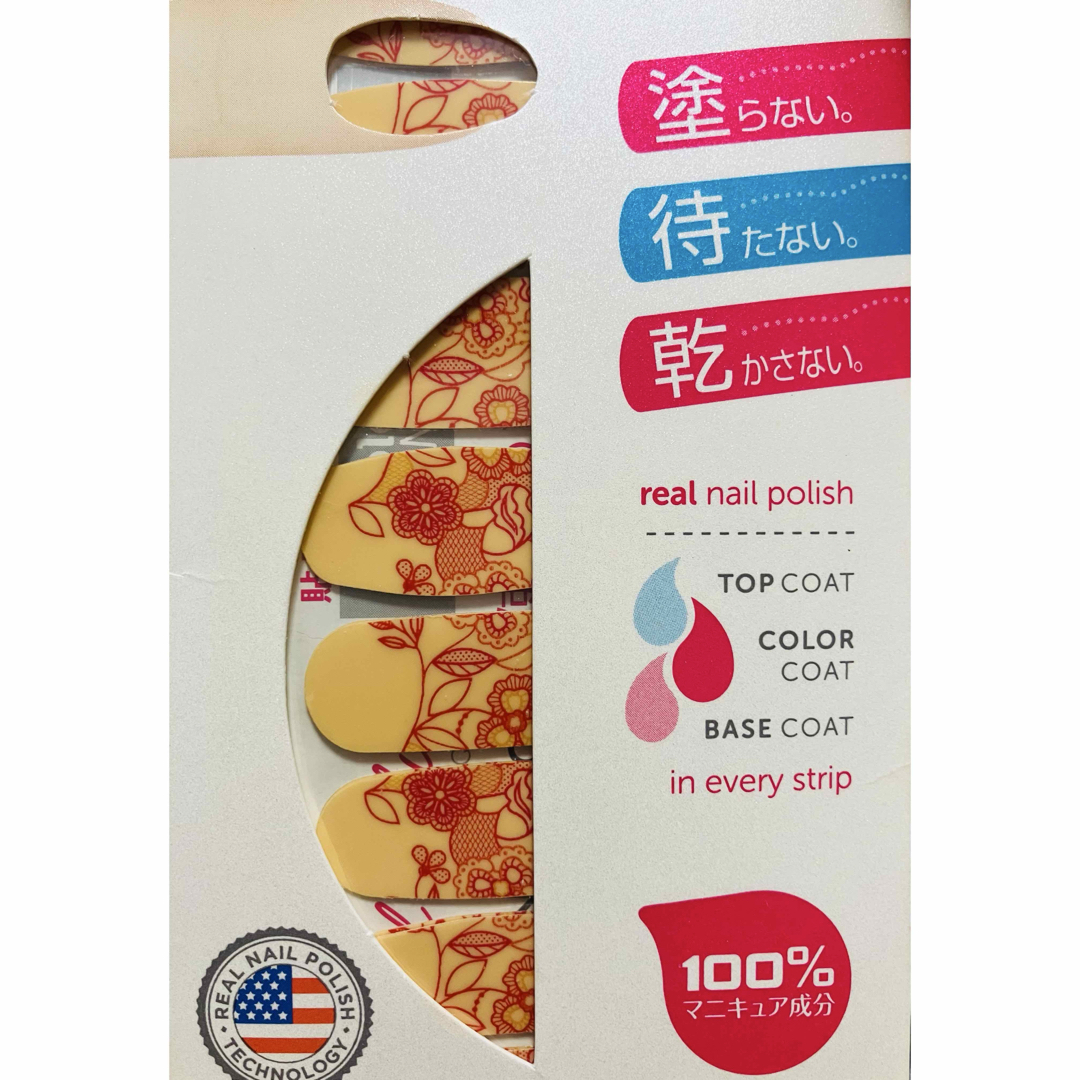 塗らない。
待たない。
乾かさない。
real nail polish
TOP COAT
COLOR
COAT
BASE COAT
in every strip
100%
マニキュア成分
REAL NAIL POLISH
TECHNOLOGY
貼